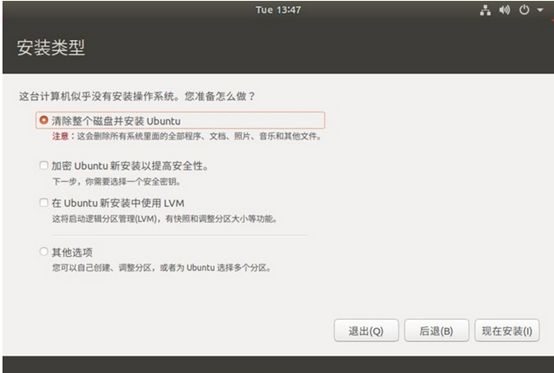 Tue 13:47
安装类型
这台计算机似乎没有安装操作系统。您准备怎么做？
清除整个磁盘并安装 Ubuntu
注意：这会删除所有系统里面的全部程序、文档、照片、音乐和其他文件。
加密 Ubuntu 新安装以提高安全性。
下一步，你需要选择一个安全密钥。
在 Ubuntu 新安装中使用 LVM
这将启动逻辑分区管理(LVM)，有快照和调整分区大小等功能。
其他选项
您可以自己创建、调整分区，或者为 Ubuntu 选择多个分区。
退出(Q) 后退(B) 现在安装(I)